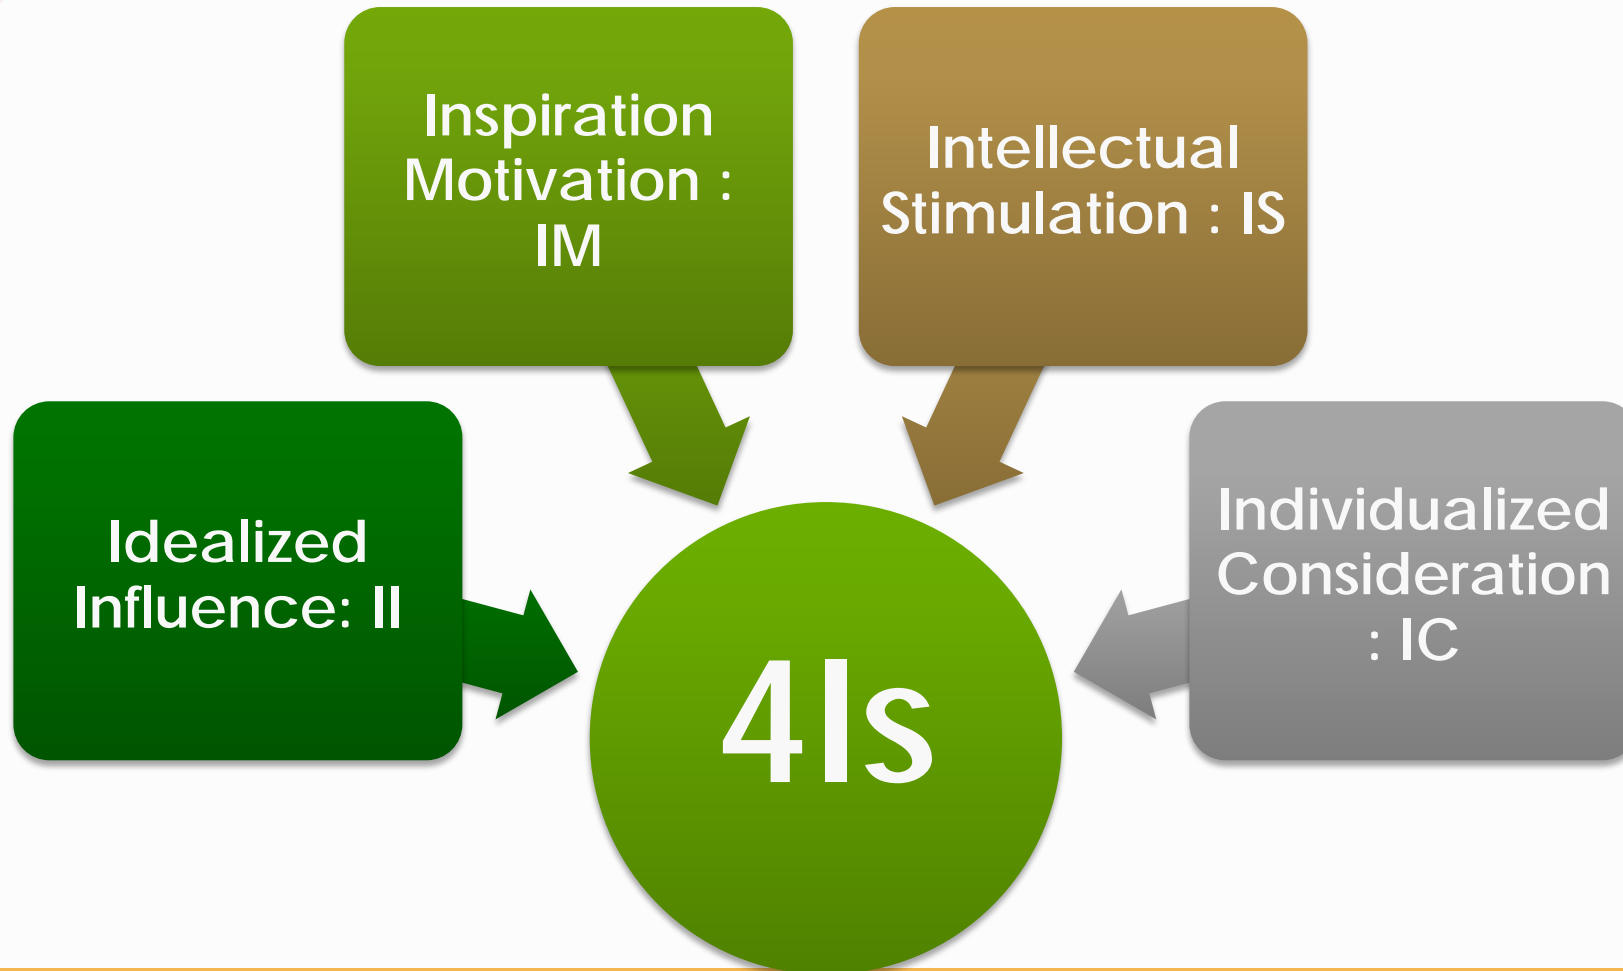 Inspiration
Motivation :
IM
Intellectual
Stimulation : IS
Idealized
Influence: II
Individualized
Consideration
: IC
4Is